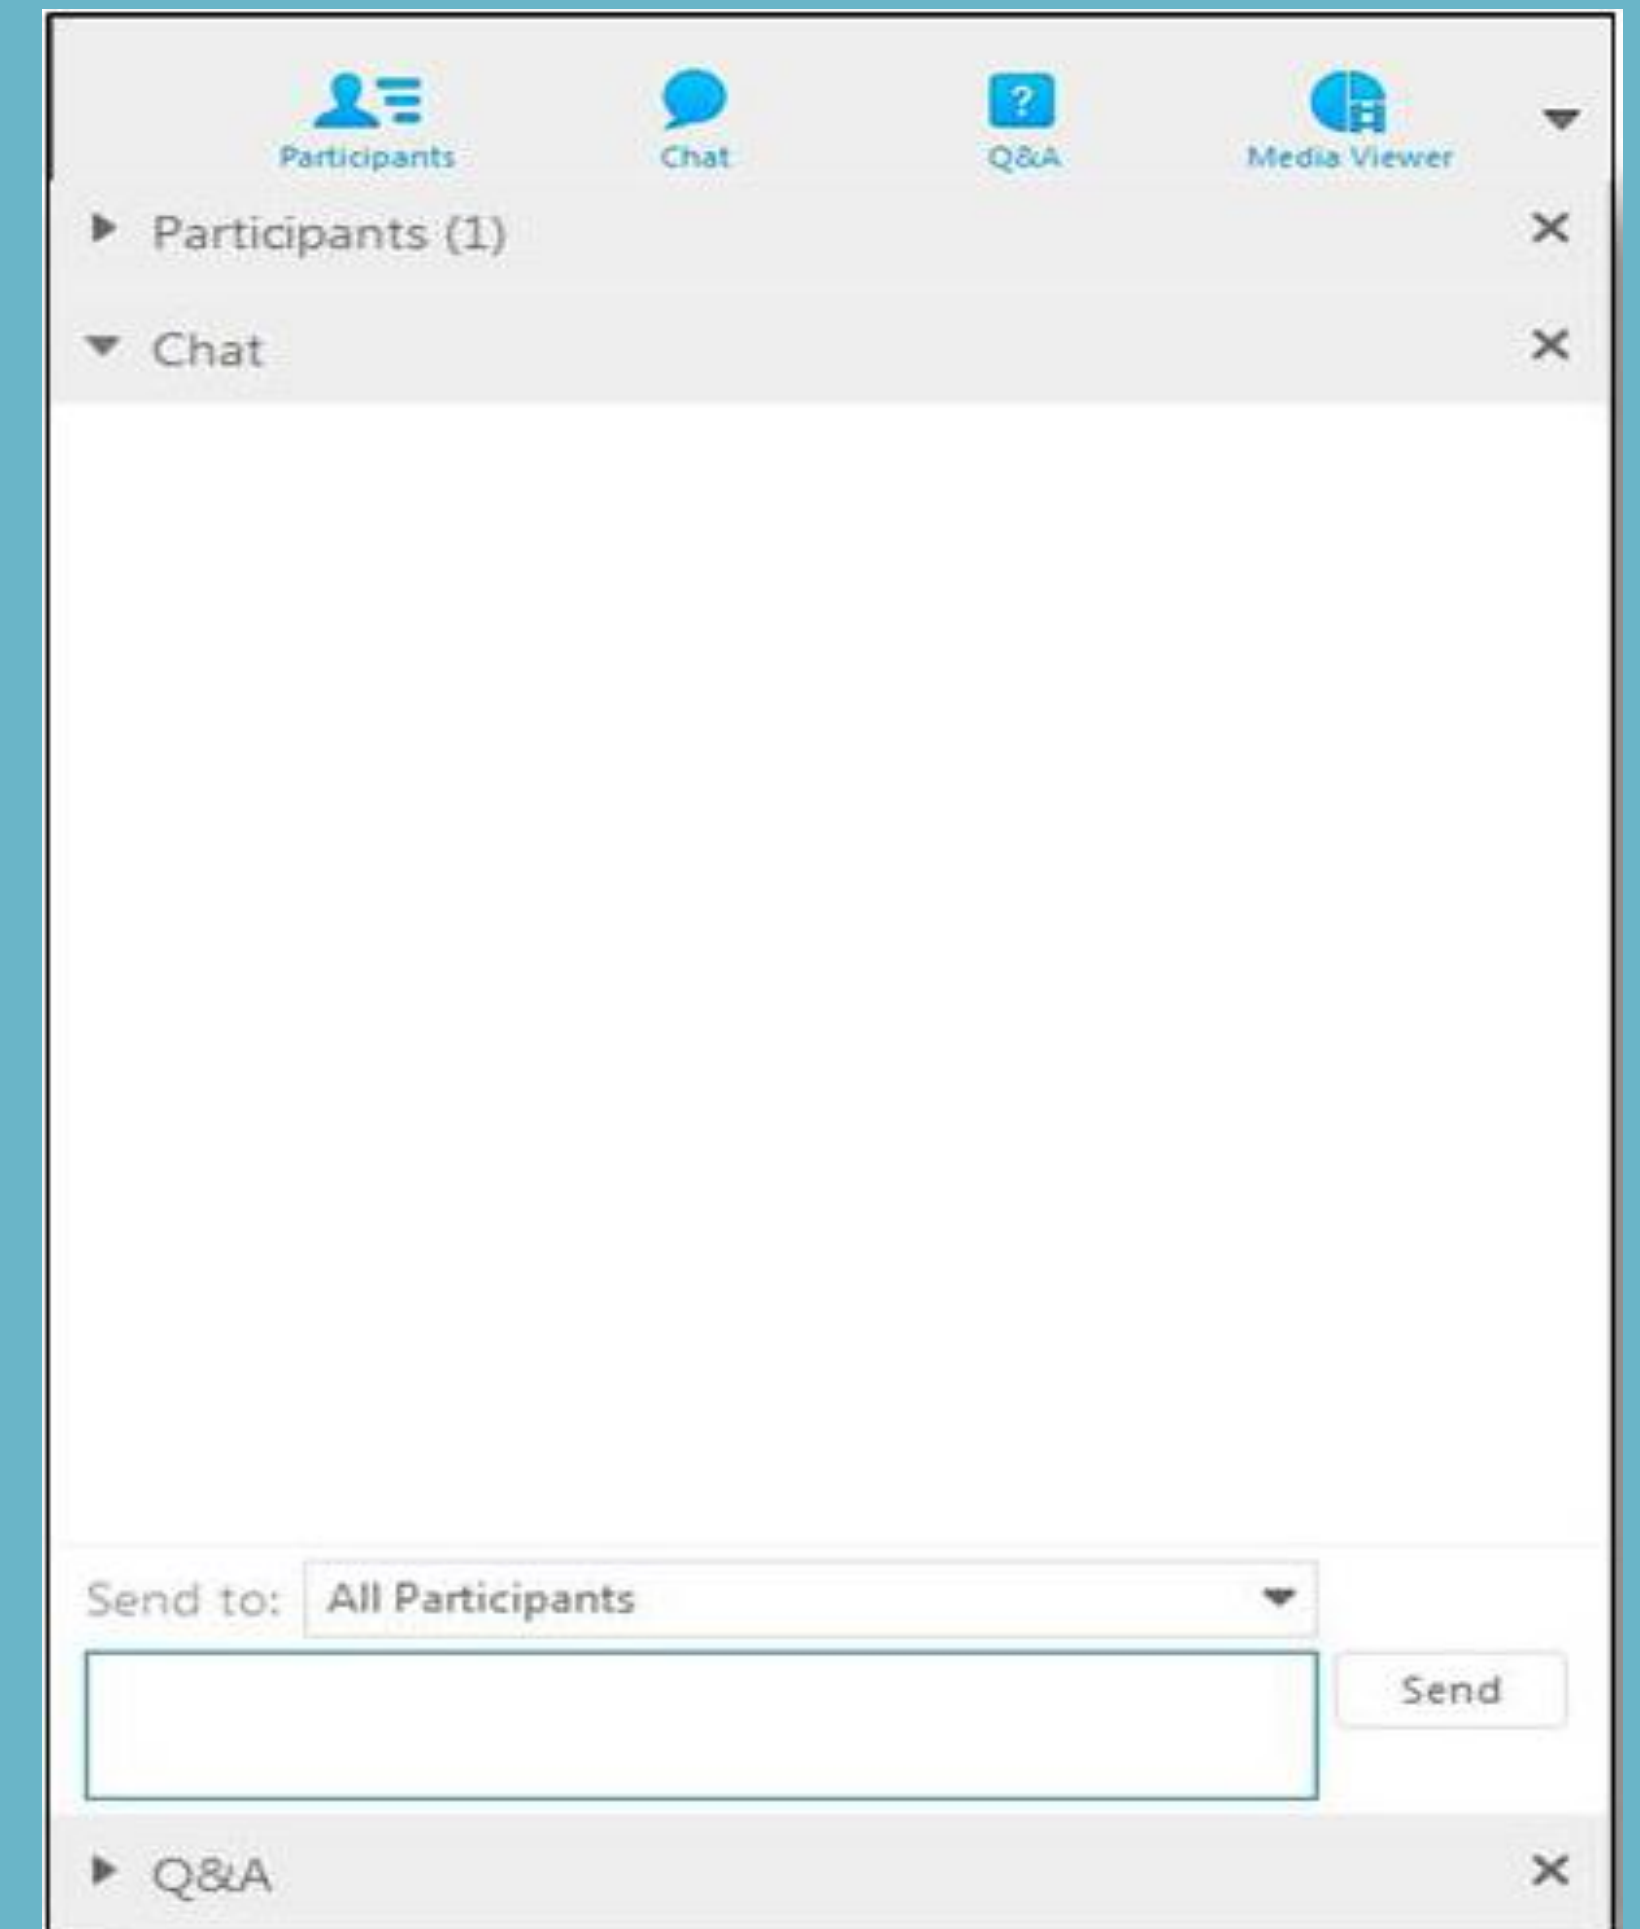 Participants Chat Q&A Media Viewer
Participants (1)
Chat
Send to: All Participants
Send
Q&A